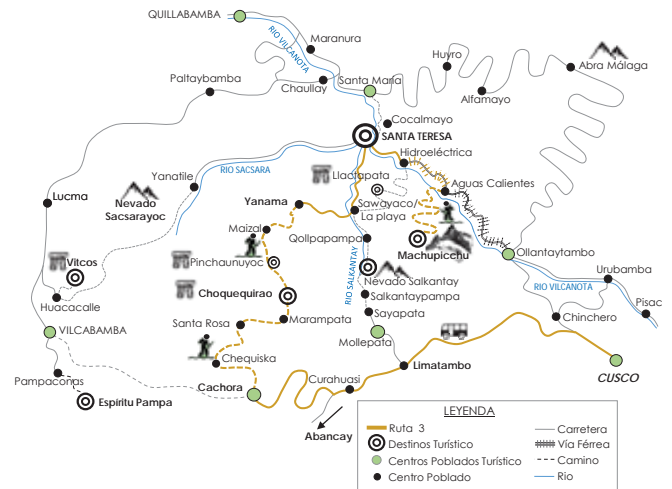 QUILLABAMBA
RIO VILCANOTA
Maranura
Huyro
Abra Málaga
Paltaybamba
Chaullay
Santa María
Alfamayo
Cocalmayo
SANTA TERESA
Hidroeléctrica
RIO SACSARA
Yanatile
Llactapata
Aguas Calientes
Nevado
Sacsarayoc
Lucma
Yanama
Sawayaco/
La playa
Maizal
Qollpapampa
Machupicchu
Ollantaytambo
Vitcos
Pinchaunuyoc
RIO SALKANTAY
Nevado Salkantay
Urubamba
RIO VILCANOTA
Huacacalle
Choquequirao
Salkantaypampa
Pisac
Santa Rosa
Marampata
Sayapata
Chinchero
VILCABAMBA
Mollepata
Chequiska
Limatambo
CUSCO
Pampaconas
Cachora
Curahuasi
Espíritu Pampa
Abancay
LEYENDA
Ruta 3
Carretera
Destinos Turístico
Vía Férrea
Centros Poblados Turístico
Camino
Centro Poblado
Rio